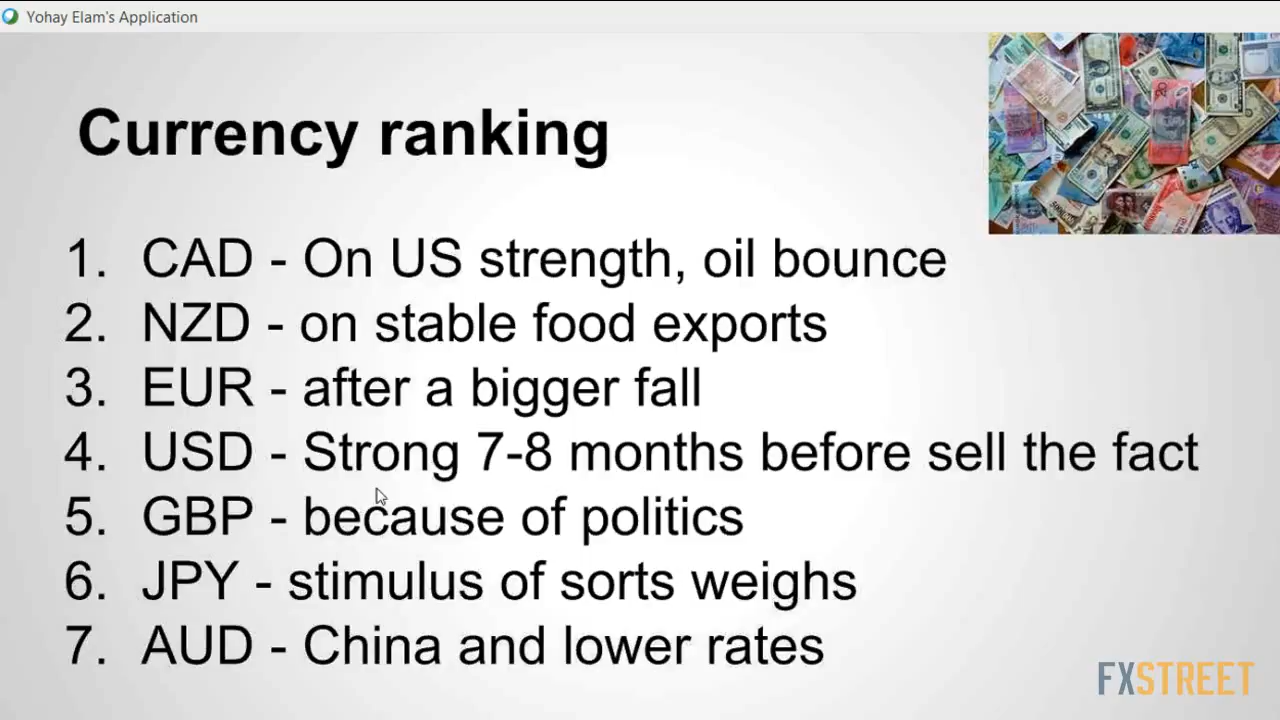 Yohay Elam's Application
Currency ranking
1. CAD - On US strength, oil bounce
2. NZD - on stable food exports
3. EUR - after a bigger fall
4. USD - Strong 7-8 months before sell the fact
5. GBP - because of politics
6. JPY - stimulus of sorts weighs
7. AUD - China and lower rates
FXSTREET